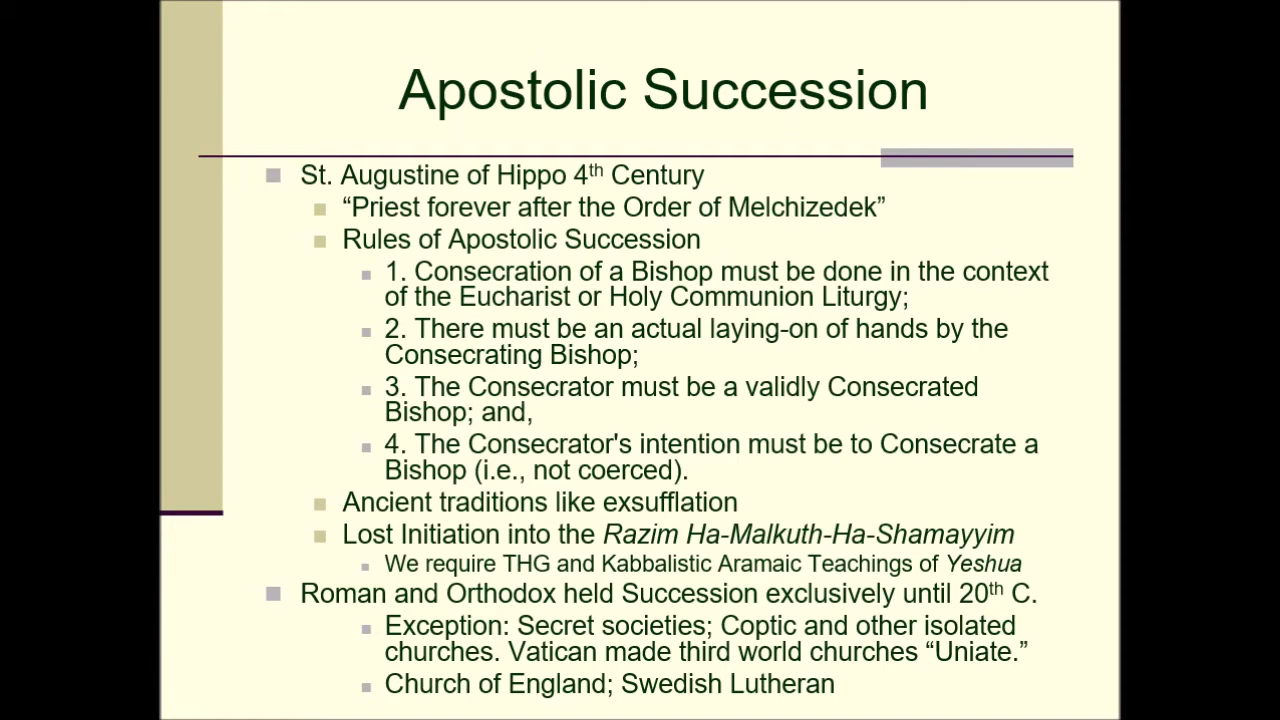 Apostolic Succession
St. Augustine of Hippo 4th Century
“Priest forever after the Order of Melchizedek”
Rules of Apostolic Succession
1. Consecration of a Bishop must be done in the context
of the Eucharist or Holy Communion Liturgy;
2. There must be an actual laying-on of hands by the
Consecrating Bishop;
3. The Consecrator must be a validly Consecrated
Bishop; and,
4. The Consecrator's intention must be to Consecrate a
Bishop (i.e., not coerced).
Ancient traditions like exsufflation
Lost Initiation into the Razim Ha-Malkuth-Ha-Shamayyim
We require THG and Kabbalistic Aramaic Teachings of Yeshua
Roman and Orthodox held Succession exclusively until 20th C.
Exception: Secret societies; Coptic and other isolated
churches. Vatican made third world churches “Uniate.”
Church of England; Swedish Lutheran